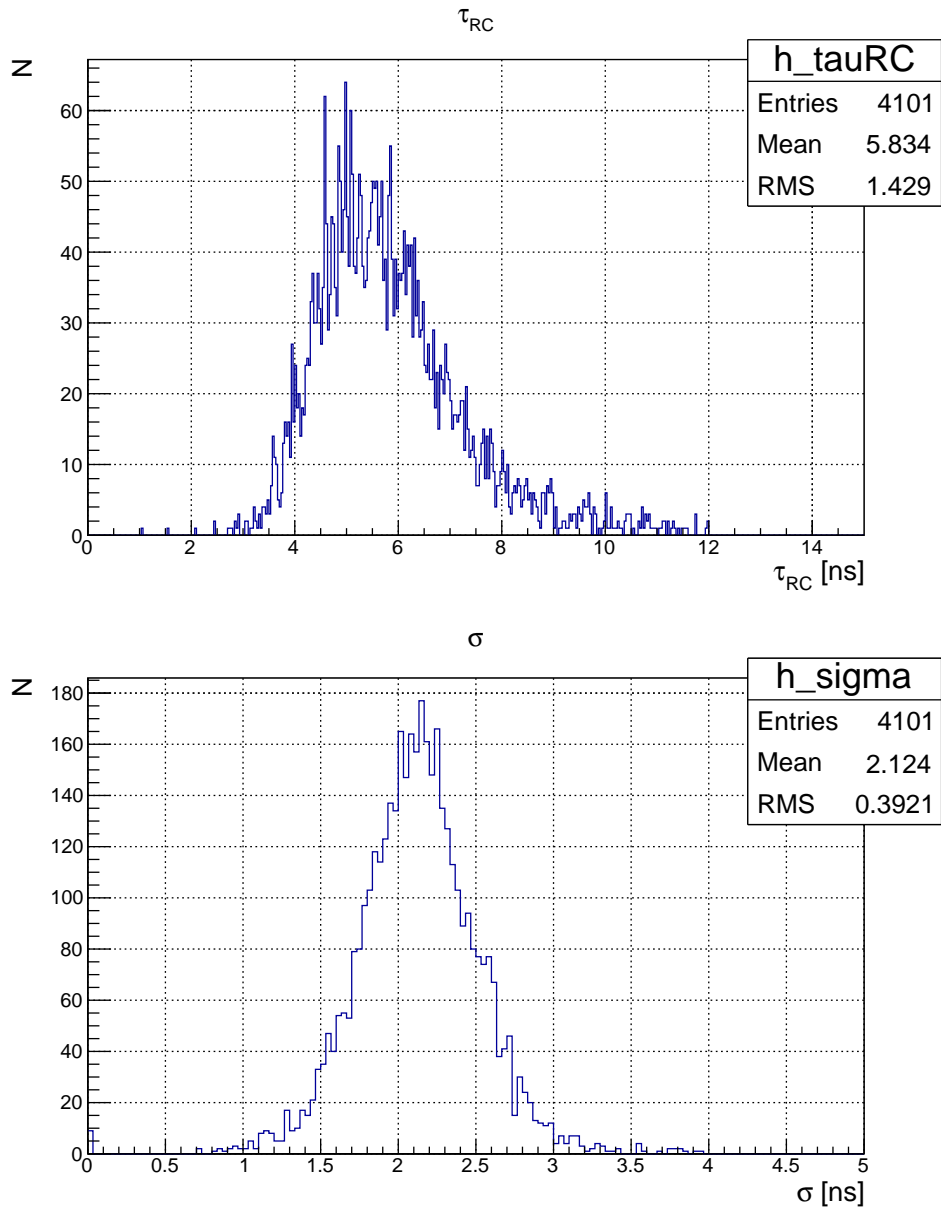 τRC
N
h_tauRC
Entries 4101
Mean 5.834
RMS 1.429
60
50
40
30
20
10
0
0 2 4 6 8 10 12 14
τRC [ns]
σ
N
h_sigma
Entries 4101
Mean 2.124
RMS 0.3921
180
160
140
120
100
80
60
40
20
0
0 0.5 1 1.5 2 2.5 3 3.5 4 4.5 5
σ [ns]